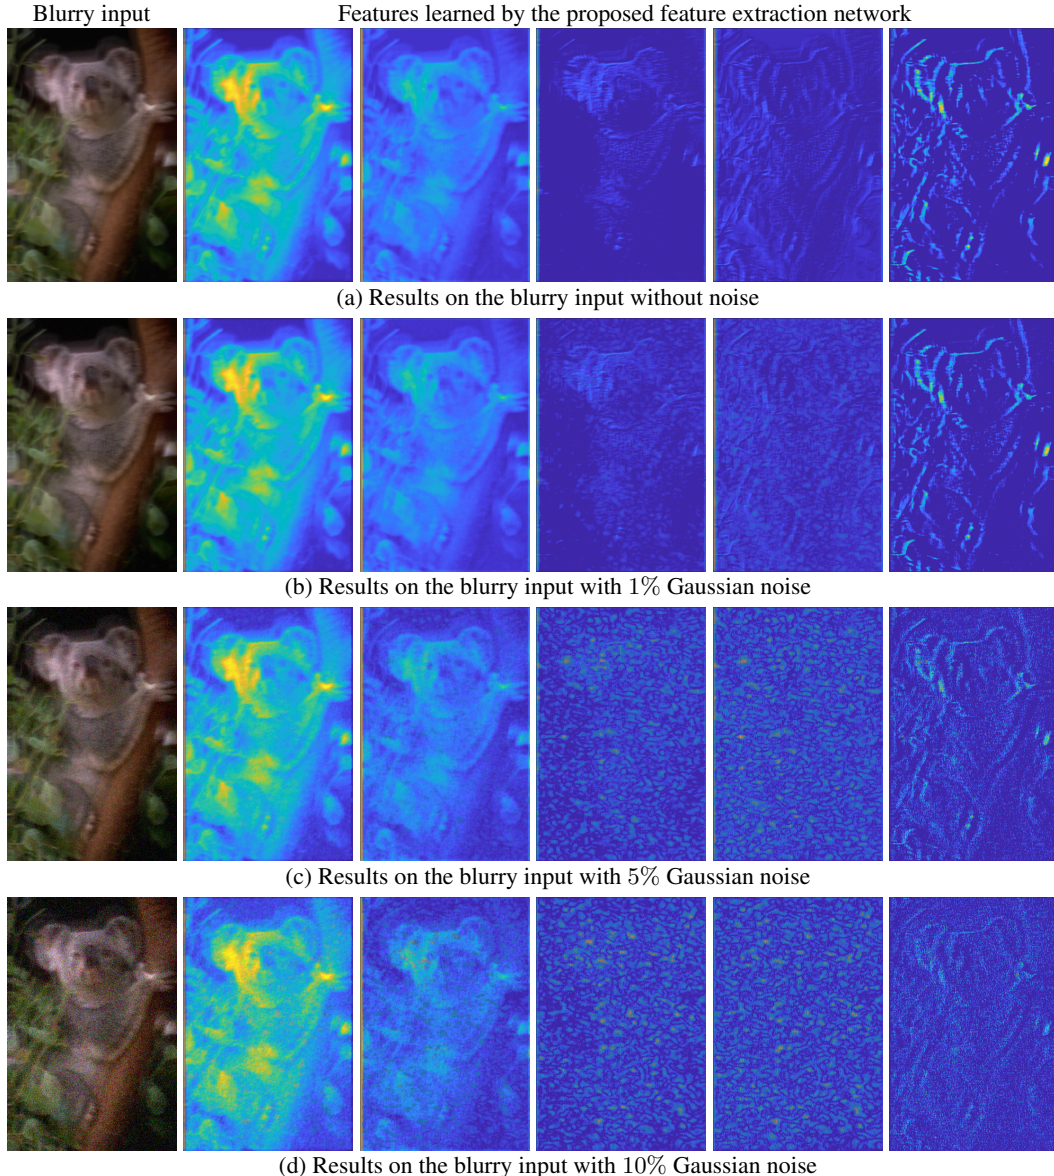 Blurry input
Features learned by the proposed feature extraction network
(a) Results on the blurry input without noise
(b) Results on the blurry input with 1% Gaussian noise
(c) Results on the blurry input with 5% Gaussian noise
(d) Results on the blurry input with 10% Gaussian noise